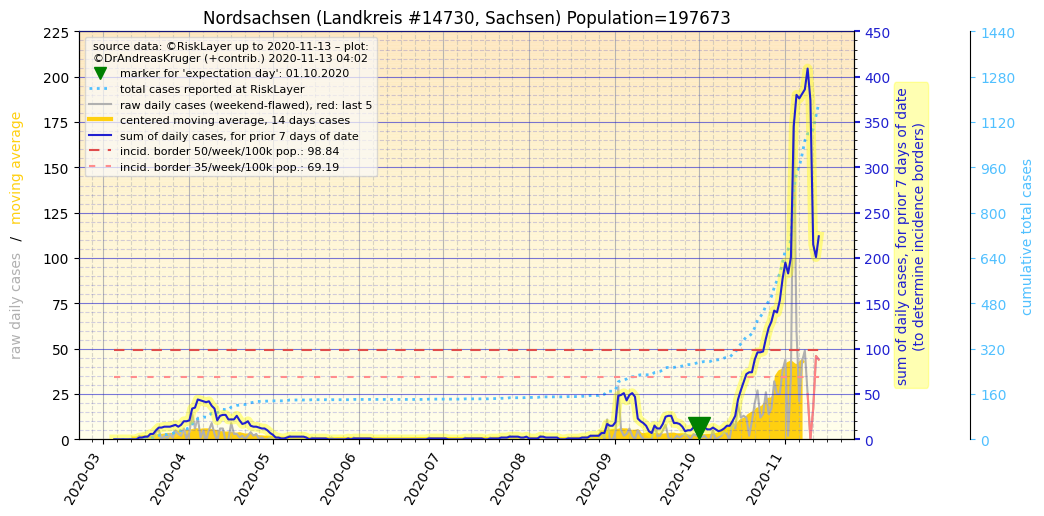 Nordsachsen (Landkreis #14730, Sachsen) Population=197673
source data: ©RiskLayer up to 2020-11-13 – plot:
©DrAndreasKruger (+contrib.) 2020-11-13 04:02
marker for 'expectation day': 01.10.2020
total cases reported at RiskLayer
raw daily cases (weekend-flawed), red: last 5
centered moving average, 14 days cases
sum of daily cases, for prior 7 days of date
incid. border 50/week/100k pop.: 98.84
incid. border 35/week/100k pop.: 69.19
raw daily cases / moving average
225
200
175
150
125
100
75
50
25
0
2020-03
2020-04
2020-05
2020-06
2020-07
2020-08
2020-09
2020-10
2020-11
450
400
350
300
250
200
150
100
50
0
sum of daily cases, for prior 7 days of date
(to determine incidence borders)
1440
1280
1120
960
800
640
480
320
160
0
cumulative total cases